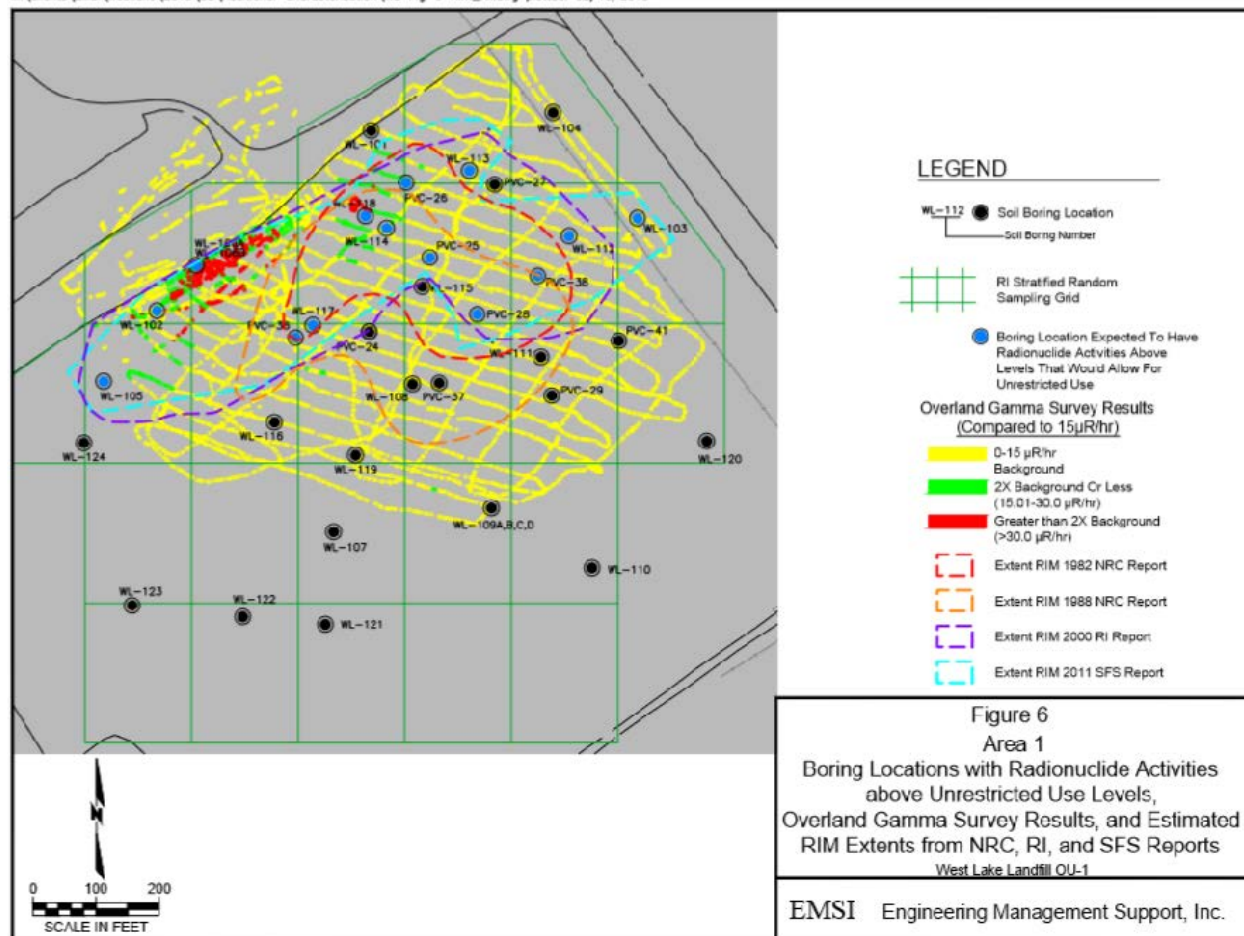 WL-104
WL-101
WL-113
PVC-27
PVC-26
WL-118
WL-103
WL-114
WL-112
PVC-25
PVC-38
WL-115
WL-102
WL-117
PVC-28
PVC-36
PVC-24
PVC-41
WL-111
WL-105
WL-108
PVC-37
PVC-29
WL-116
WL-124
WL-119
WL-120
WL-109A,B,C,D
WL-107
WL-110
WL-123
WL-122
WL-121
N
0 100 200
SCALE IN FEET
LEGEND
WL-112
Soil Boring Location
Soil Boring Number
RI Stratified Random
Sampling Grid
Boring Location Expected To Have
Radionuclide Activities Above
Levels That Would Allow For
Unrestricted Use
Overland Gamma Survey Results
(Compared to 15µR/hr)
0-15 µR/hr
Background
2X Background Or Less
(15.01-30.0 µR/hr)
Greater than 2X Background
(>30.0 µR/hr)
Extent RIM 1982 NRC Report
Extent RIM 1988 NRC Report
Extent RIM 2000 RI Report
Extent RIM 2011 SFS Report
Figure 6
Area 1
Boring Locations with Radionuclide Activities
above Unrestricted Use Levels,
Overland Gamma Survey Results, and Estimated
RIM Extents from NRC, RI, and SFS Reports
West Lake Landfill OU-1
EMSI Engineering Management Support, Inc.